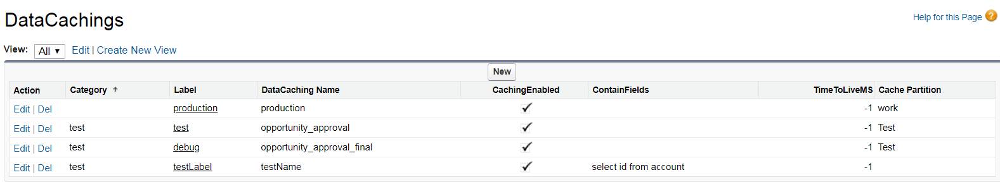 DataCachings
Help for this Page ?
View: All Edit | Create New View
New
Action Category Label DataCaching Name CachingEnabled ContainFields TimeToLiveMS Cache Partition
Edit | Del production production -1 work
Edit | Del test test opportunity_approval -1 Test
Edit | Del test debug opportunity_approval_final -1 Test
Edit | Del test testLabel testName select id from account -1